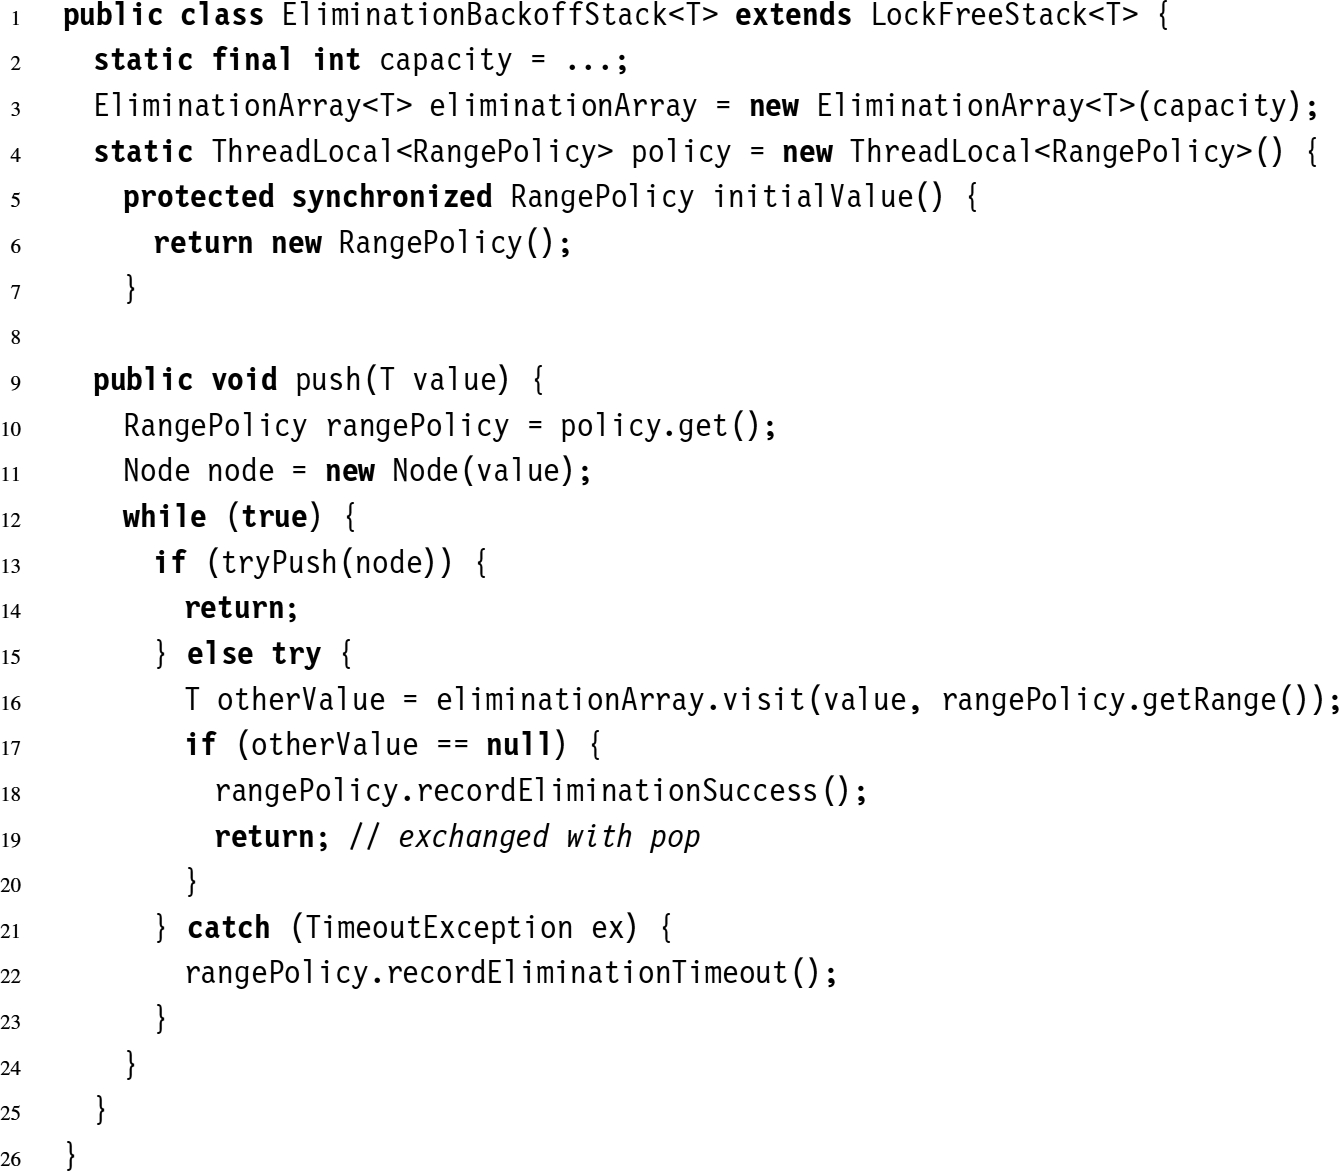 1 public class EliminationBackoffStack<T> extends LockFreeStack<T> {
2 static final int capacity = ...;
3 EliminationArray<T> eliminationArray = new EliminationArray<T>(capacity);
4 static ThreadLocal<RangePolicy> policy = new ThreadLocal<RangePolicy>() {
5 protected synchronized RangePolicy initialValue() {
6 return new RangePolicy();
7 }
8
9 public void push(T value) {
10 RangePolicy rangePolicy = policy.get();
11 Node node = new Node(value);
12 while (true) {
13 if (tryPush(node)) {
14 return;
15 } else try {
16 T otherValue = eliminationArray.visit(value, rangePolicy.getRange());
17 if (otherValue == null) {
18 rangePolicy.recordEliminationSuccess();
19 return; // exchanged with pop
20 }
21 } catch (TimeoutException ex) {
22 rangePolicy.recordEliminationTimeout();
23 }
24 }
25 }
26 }